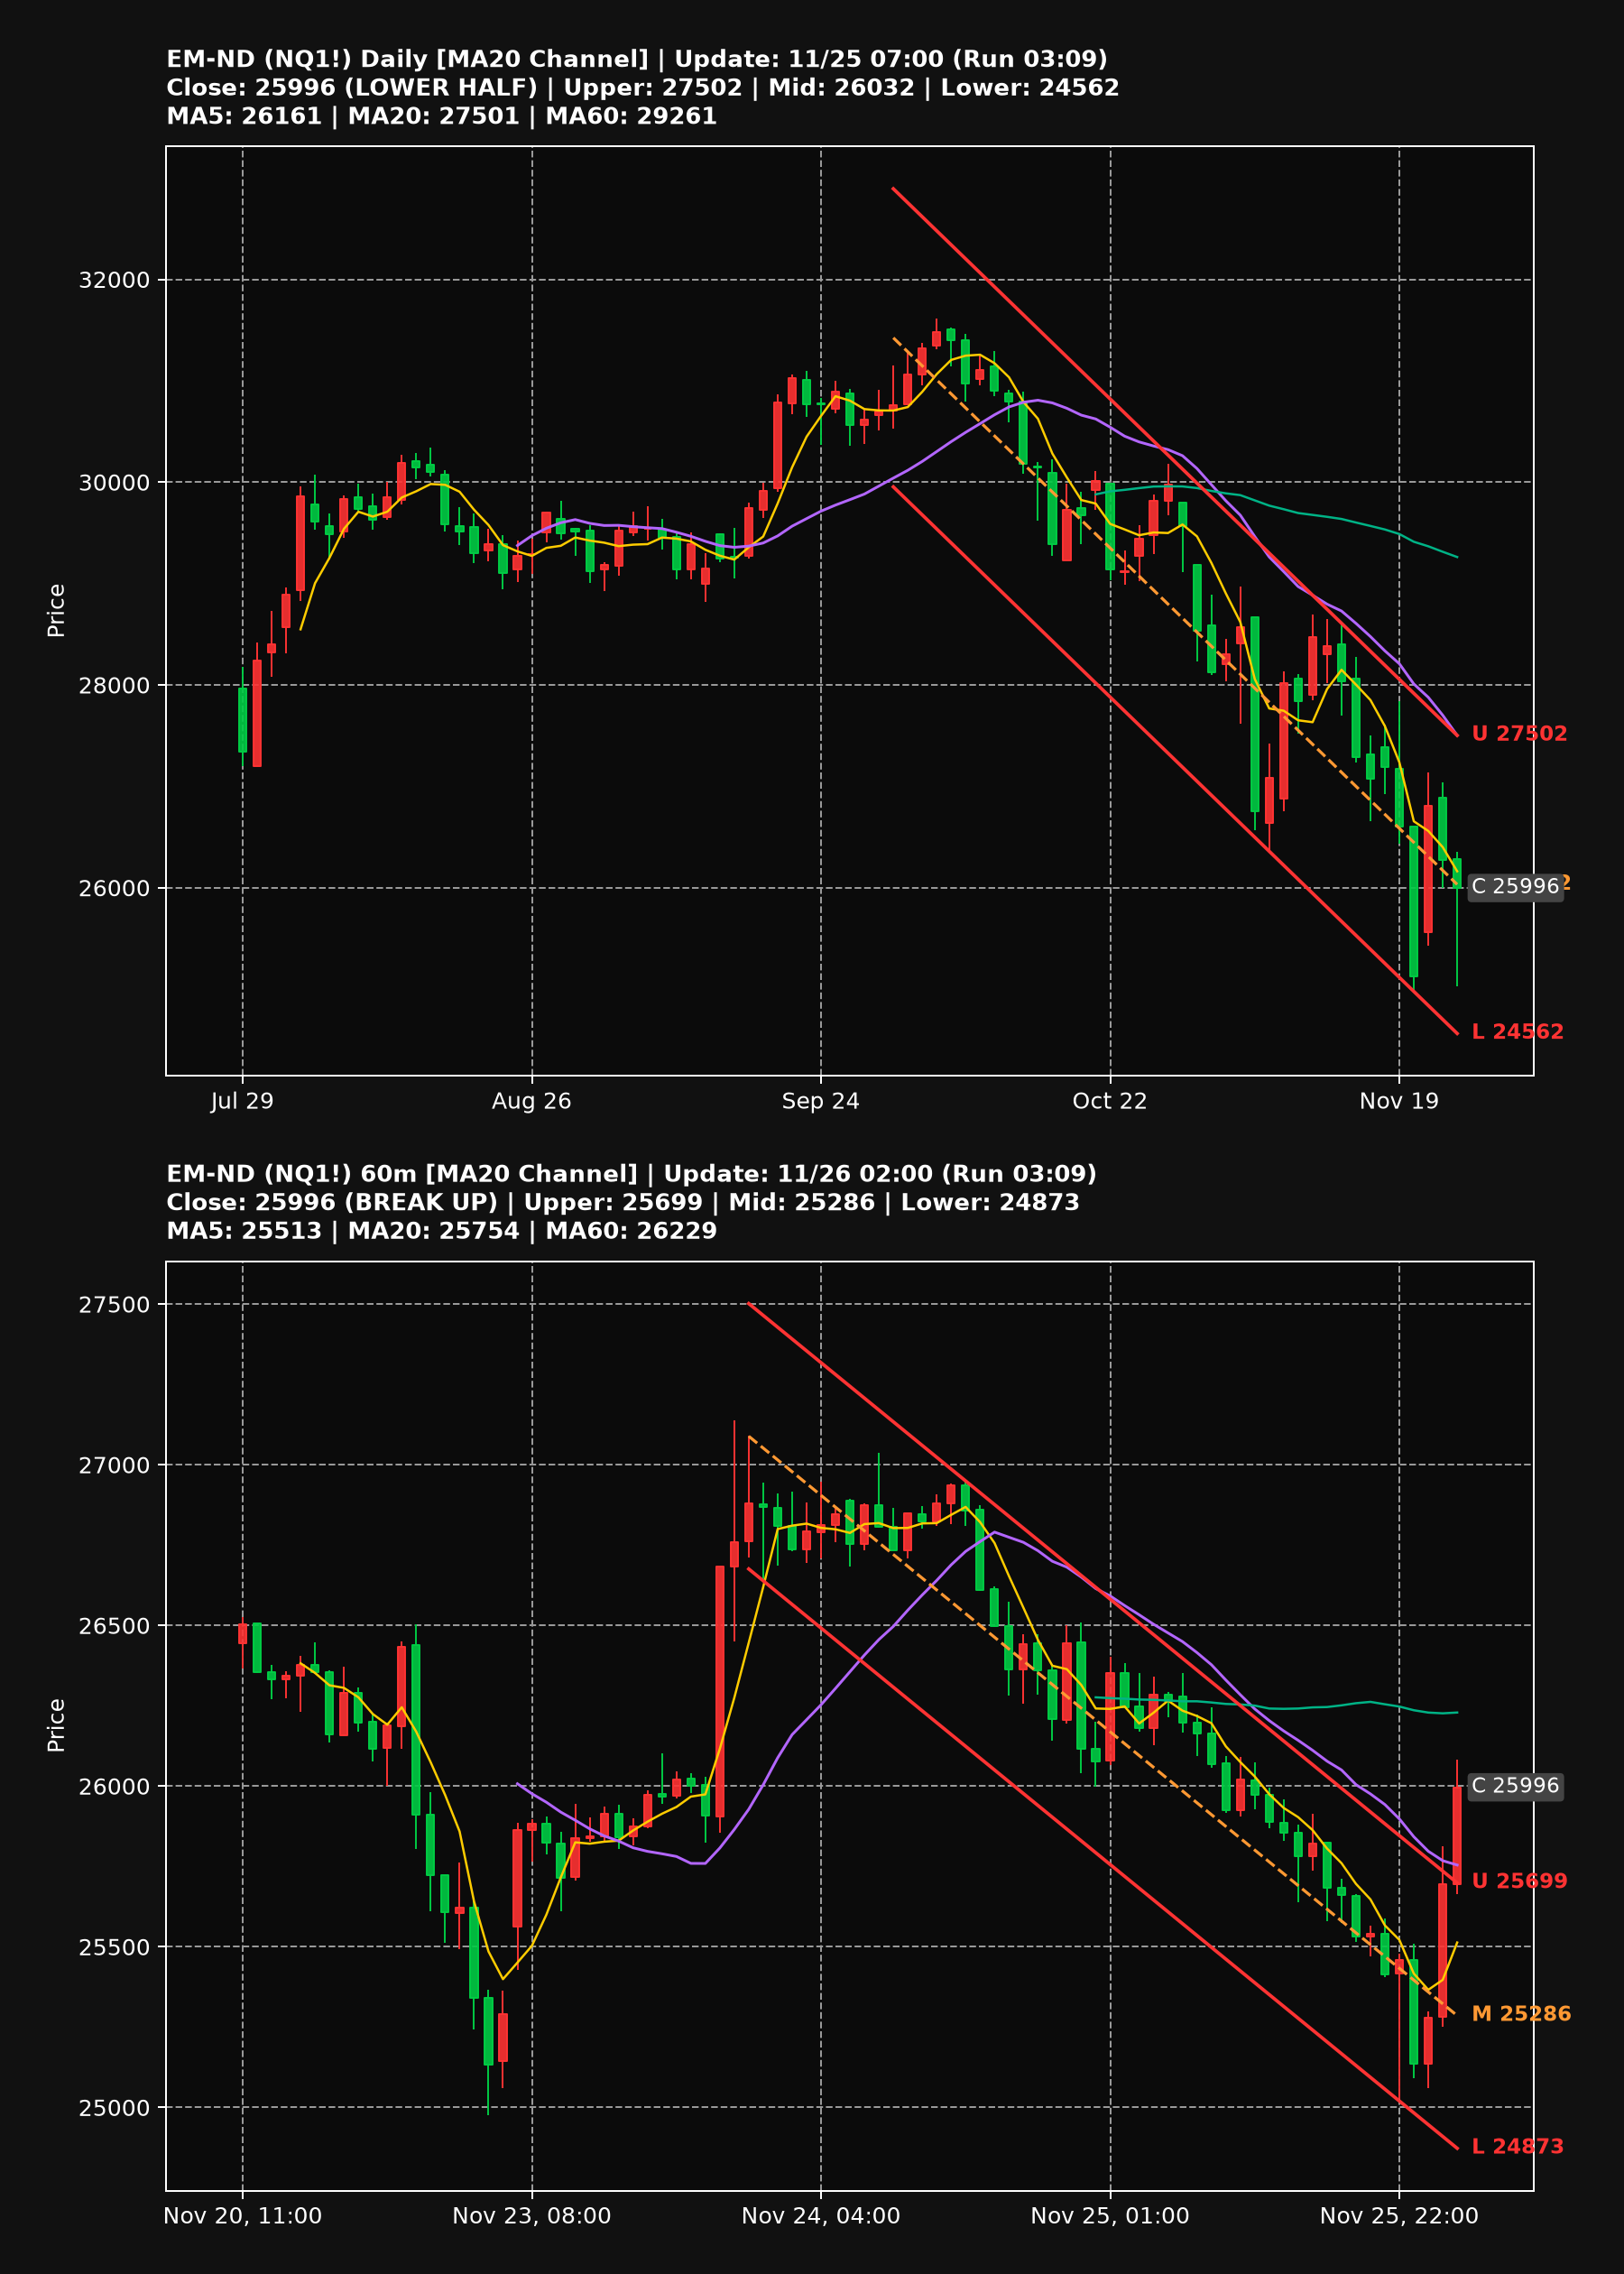 EM-ND (NQ1!) Daily [MA20 Channel] | Update: 11/25 07:00 (Run 03:09)
Close: 25996 (LOWER HALF) | Upper: 27502 | Mid: 26032 | Lower: 24562
MA5: 26161 | MA20: 27501 | MA60: 29261
32000
30000
28000
26000
Price
U 27502
C 25996
L 24562
Jul 29
Aug 26
Sep 24
Oct 22
Nov 19
EM-ND (NQ1!) 60m [MA20 Channel] | Update: 11/26 02:00 (Run 03:09)
Close: 25996 (BREAK UP) | Upper: 25699 | Mid: 25286 | Lower: 24873
MA5: 25513 | MA20: 25754 | MA60: 26229
27500
27000
26500
26000
25500
25000
Price
C 25996
U 25699
M 25286
L 24873
Nov 20, 11:00
Nov 23, 08:00
Nov 24, 04:00
Nov 25, 01:00
Nov 25, 22:00